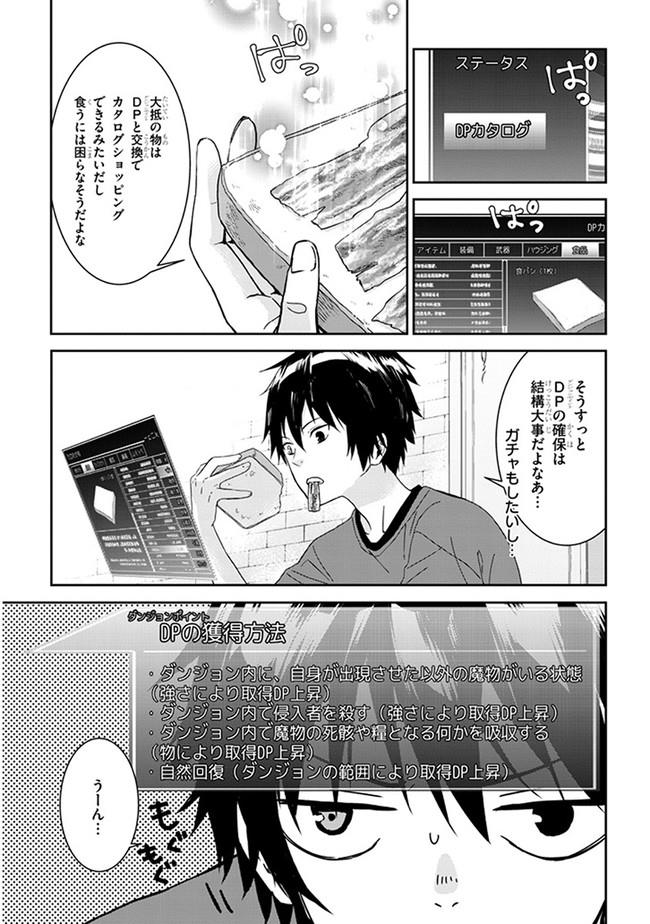 ステータス
DPカタログ
ぱっ
ぱっ
DPカ
アイテム
装備
武器
ハウジング
食品
食パン(1枚)
ぱっ
大抵の物は
DPと交換で
カタログショッピング
できるみたいだし
食うには困らなそうだよな
そうすっと
DPの確保は
結構大事だよなあ…
ガチャもしたいし…
ダンジョンポイント
DPの獲得方法
・ダンジョン内に、自身が出現させた以外の魔物がいる状態
(強さにより取得DP上昇)
・ダンジョン内で侵入者を殺す(強さにより取得DP上昇)
・ダンジョン内で魔物の死骸や糧となる何かを吸収する
(物により取得DP上昇)
・自然回復(ダンジョンの範囲により取得DP上昇)
うーん…
もぐもぐ